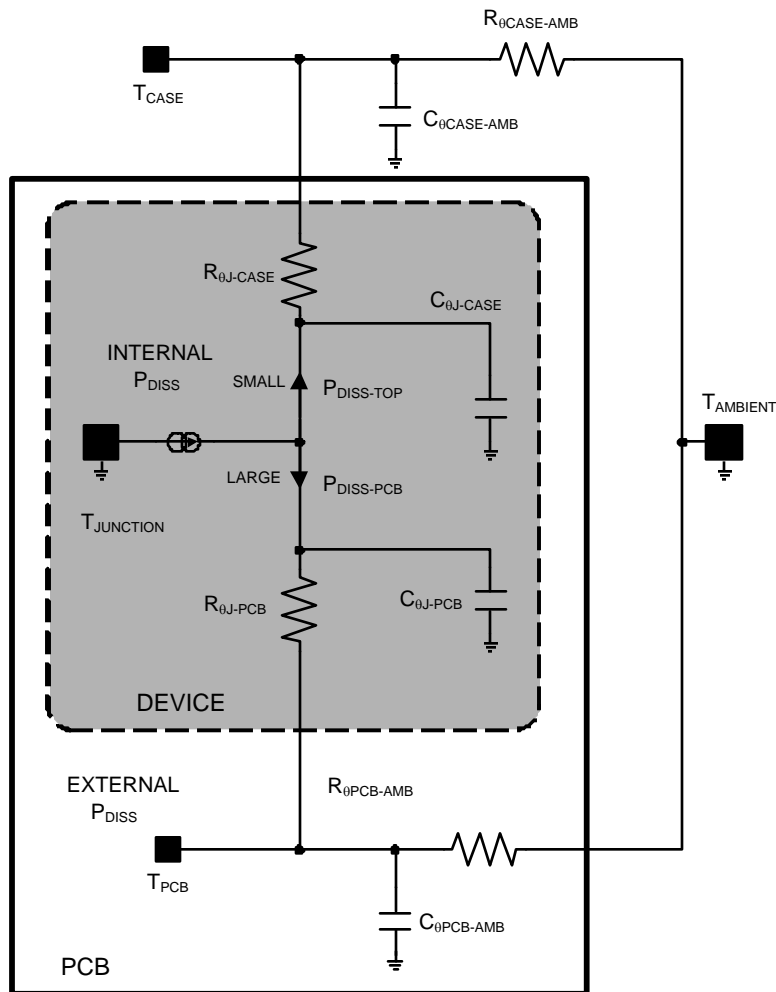 RθCASE-AMB
TCASE
CθCASE-AMB
RθJ-CASE
CθJ-CASE
INTERNAL
PDISS
SMALL
PDISS-TOP
TAMBIENT
LARGE
PDISS-PCB
TJUNCTION
RθJ-PCB
CθJ-PCB
DEVICE
EXTERNAL
PDISS
RθPCB-AMB
TPCB
CθPCB-AMB
PCB